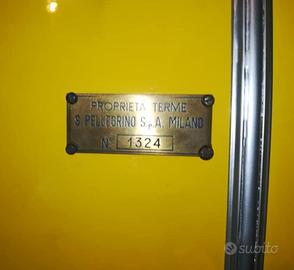 PROPRIETA TERME
S. PELLEGRINO S.p.A. MILANO
N° 1324
subito